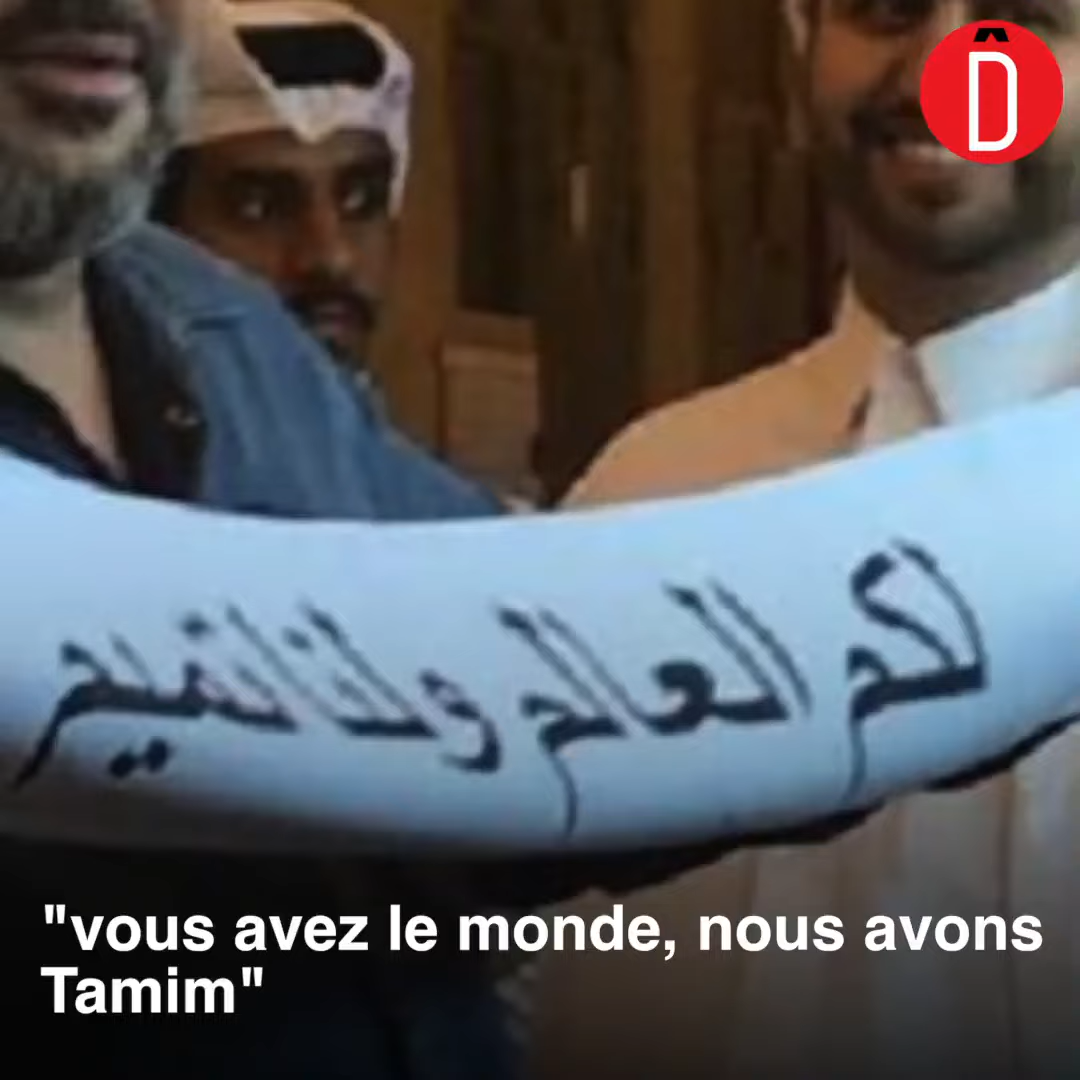 Ô
لكم العالم ولنا تميم
"vous avez le monde, nous avons
Tamim"